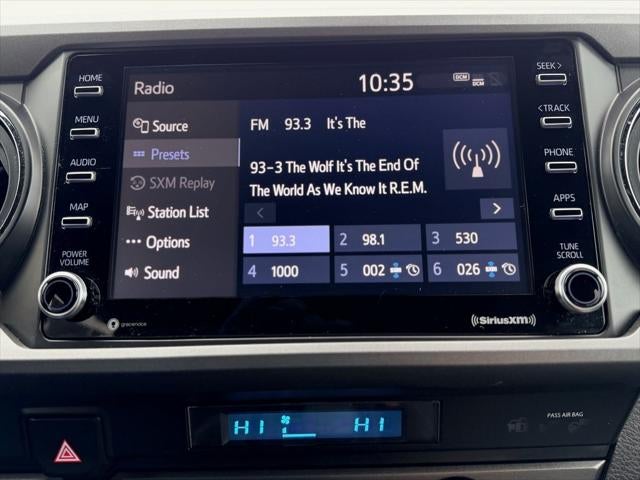 HOME
MENU
AUDIO
MAP
POWER
VOLUME
Radio
10:35
DCM
DCM
Source
Presets
SXM Replay
Station List
Options
Sound
FM 93.3 It's The
93-3 The Wolf It's The End Of
The World As We Know It R.E.M.
1 93.3
2 98.1
3 530
4 1000
5 002
6 026
SEEK>
<TRACK
PHONE
APPS
TUNE
SCROLL
gracenote
((SiriusXM))
HI HI
PASS AIR BAG